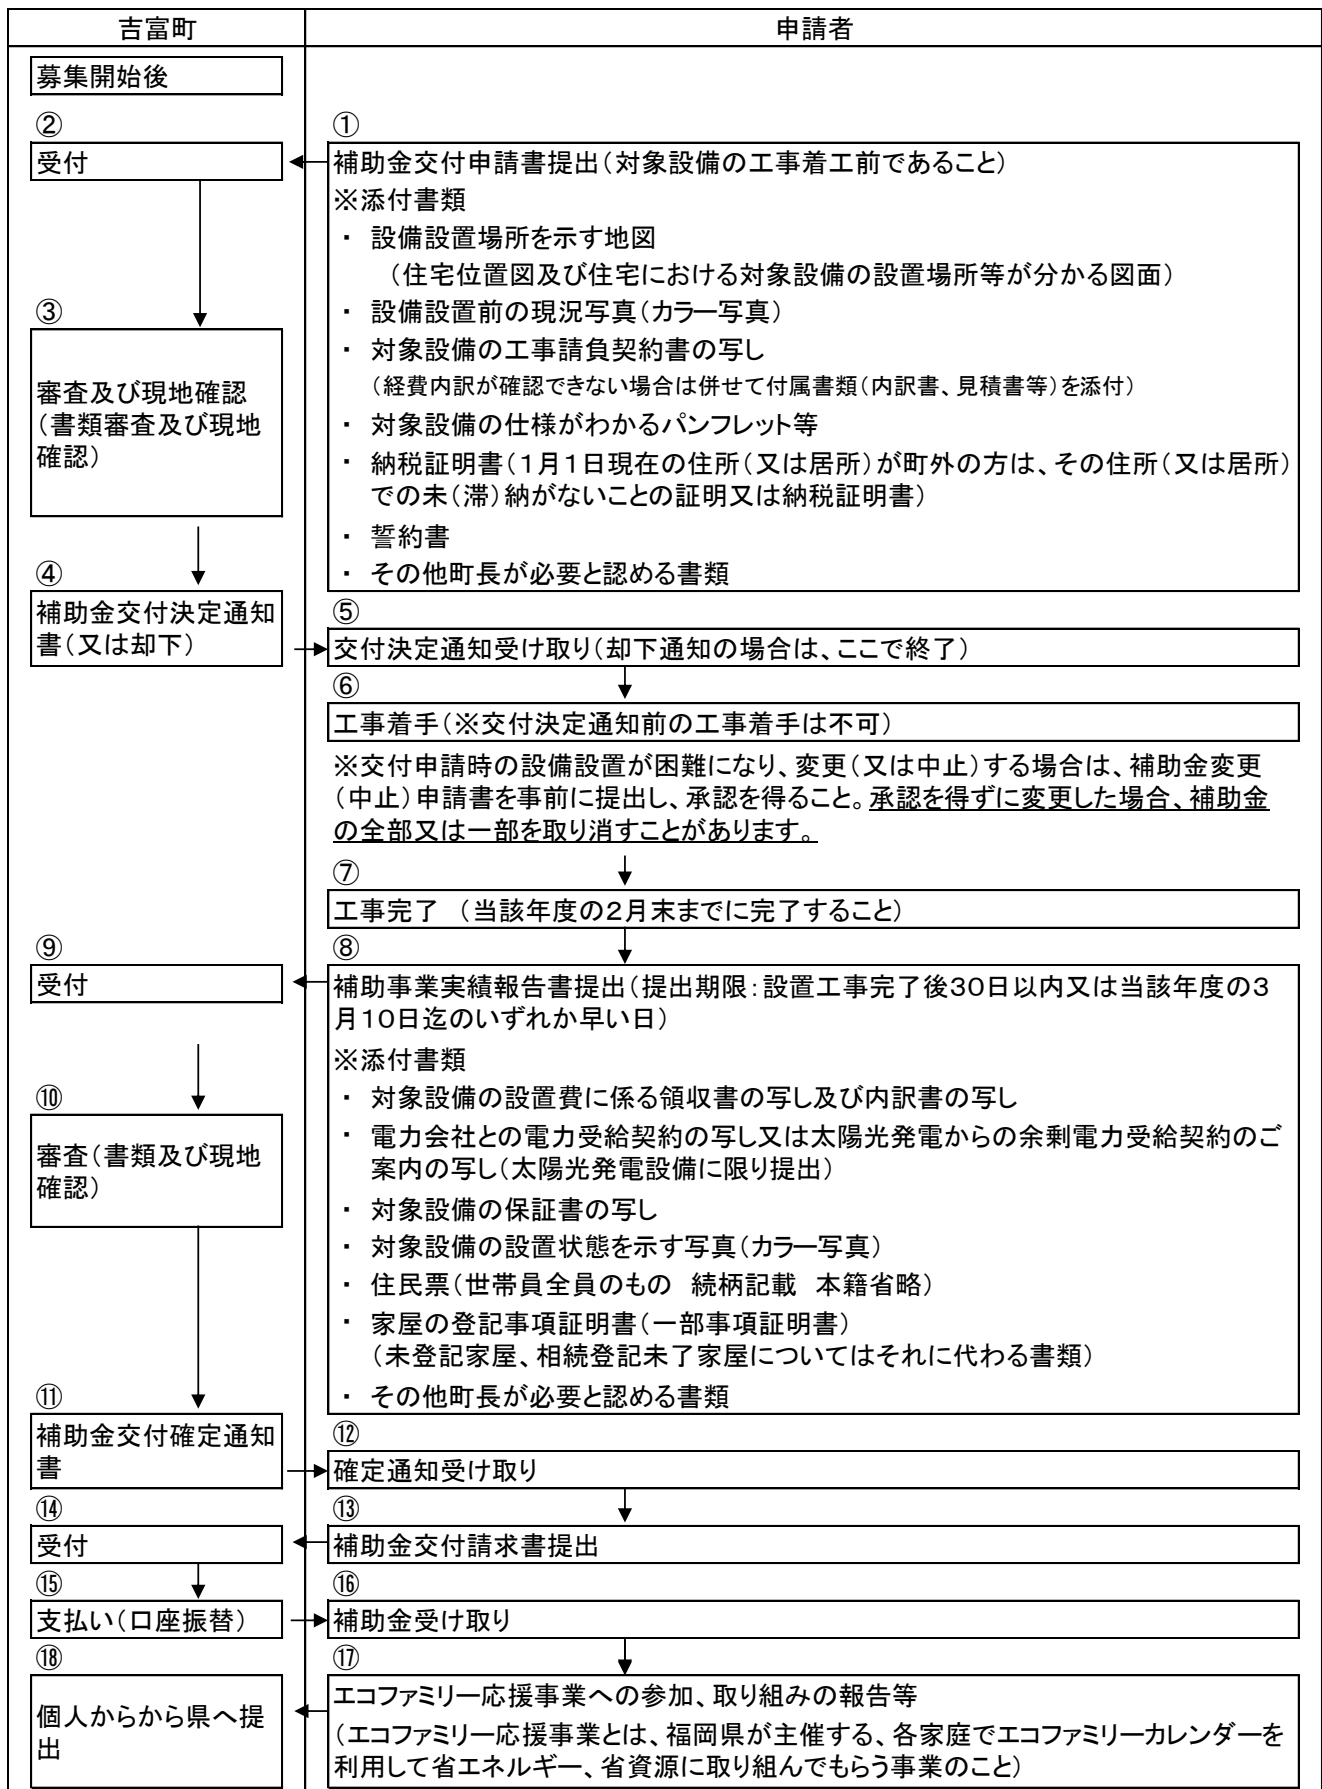 吉富町
申請者
募集開始後
②
①
受付
補助金交付申請書提出（対象設備の工事着工前であること）
※添付書類
・ 設備設置場所を示す地図
（住宅位置図及び住宅における対象設備の設置場所等が分かる図面）
・ 設備設置前の現況写真（カラー写真）
・ 対象設備の工事請負契約書の写し
（経費内訳が確認できない場合は併せて付属書類（内訳書、見積書等）を添付）
・ 対象設備の仕様がわかるパンフレット等
・ 納税証明書（１月１日現在の住所（又は居所）が町外の方は、その住所（又は居所）
での未（滞）納がないことの証明又は納税証明書）
・ 誓約書
・ その他町長が必要と認める書類
③
審査及び現地確認
（書類審査及び現地
確認）
④
補助金交付決定通知
書（又は却下）
⑤
交付決定通知受け取り（却下通知の場合は、ここで終了）
⑥
工事着手（※交付決定通知前の工事着手は不可）
※交付申請時の設備設置が困難になり、変更（又は中止）する場合は、補助金変更
（中止）申請書を事前に提出し、承認を得ること。承認を得ずに変更した場合、補助金
の全部又は一部を取り消すことがあります。
⑦
工事完了　（当該年度の２月末までに完了すること）
⑨
⑧
受付
補助事業実績報告書提出（提出期限：設置工事完了後３０日以内又は当該年度の３
月１０日迄のいずれか早い日）
※添付書類
・ 対象設備の設置費に係る領収書の写し及び内訳書の写し
・ 電力会社との電力受給契約の写し又は太陽光発電からの余剰電力受給契約のご
案内の写し（太陽光発電設備に限り提出）
・ 対象設備の保証書の写し
・ 対象設備の設置状態を示す写真（カラー写真）
・ 住民票（世帯員全員のもの　続柄記載　本籍省略）
・ 家屋の登記事項証明書（一部事項証明書）
（未登記家屋、相続登記未了家屋についてはそれに代わる書類）
・ その他町長が必要と認める書類
⑩
審査（書類及び現地
確認）
⑪
補助金交付確定通知
書
⑫
確定通知受け取り
⑭
⑬
受付
補助金交付請求書提出
⑮
⑯
支払い（口座振替）
補助金受け取り
⑱
⑰
個人からから県へ提
出
エコファミリー応援事業への参加、取り組みの報告等
（エコファミリー応援事業とは、福岡県が主催する、各家庭でエコファミリーカレンダーを
利用して省エネルギー、省資源に取り組んでもらう事業のこと）